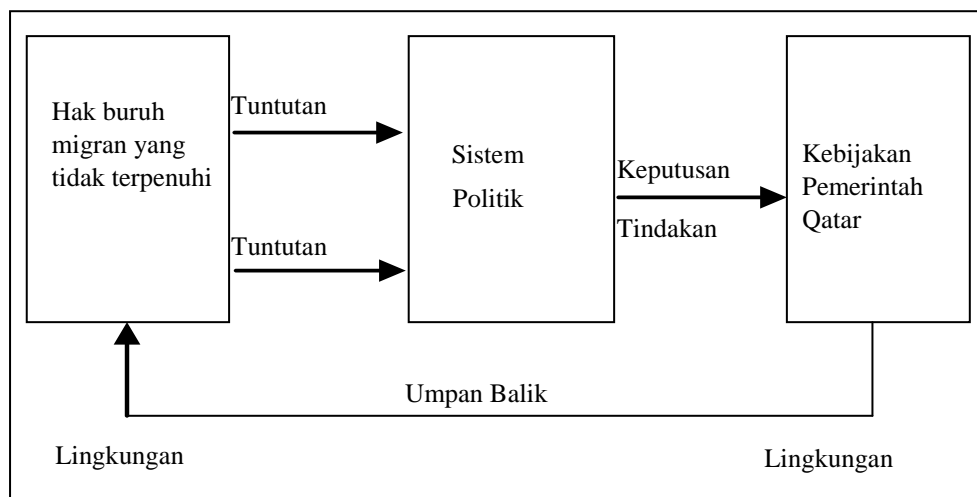 Hak buruh
migran yang
tidak terpenuhi
Tuntutan
Tuntutan
Sistem
Politik
Keputusan
Tindakan
Kebijakan
Pemerintah
Qatar
Umpan Balik
Lingkungan
Lingkungan